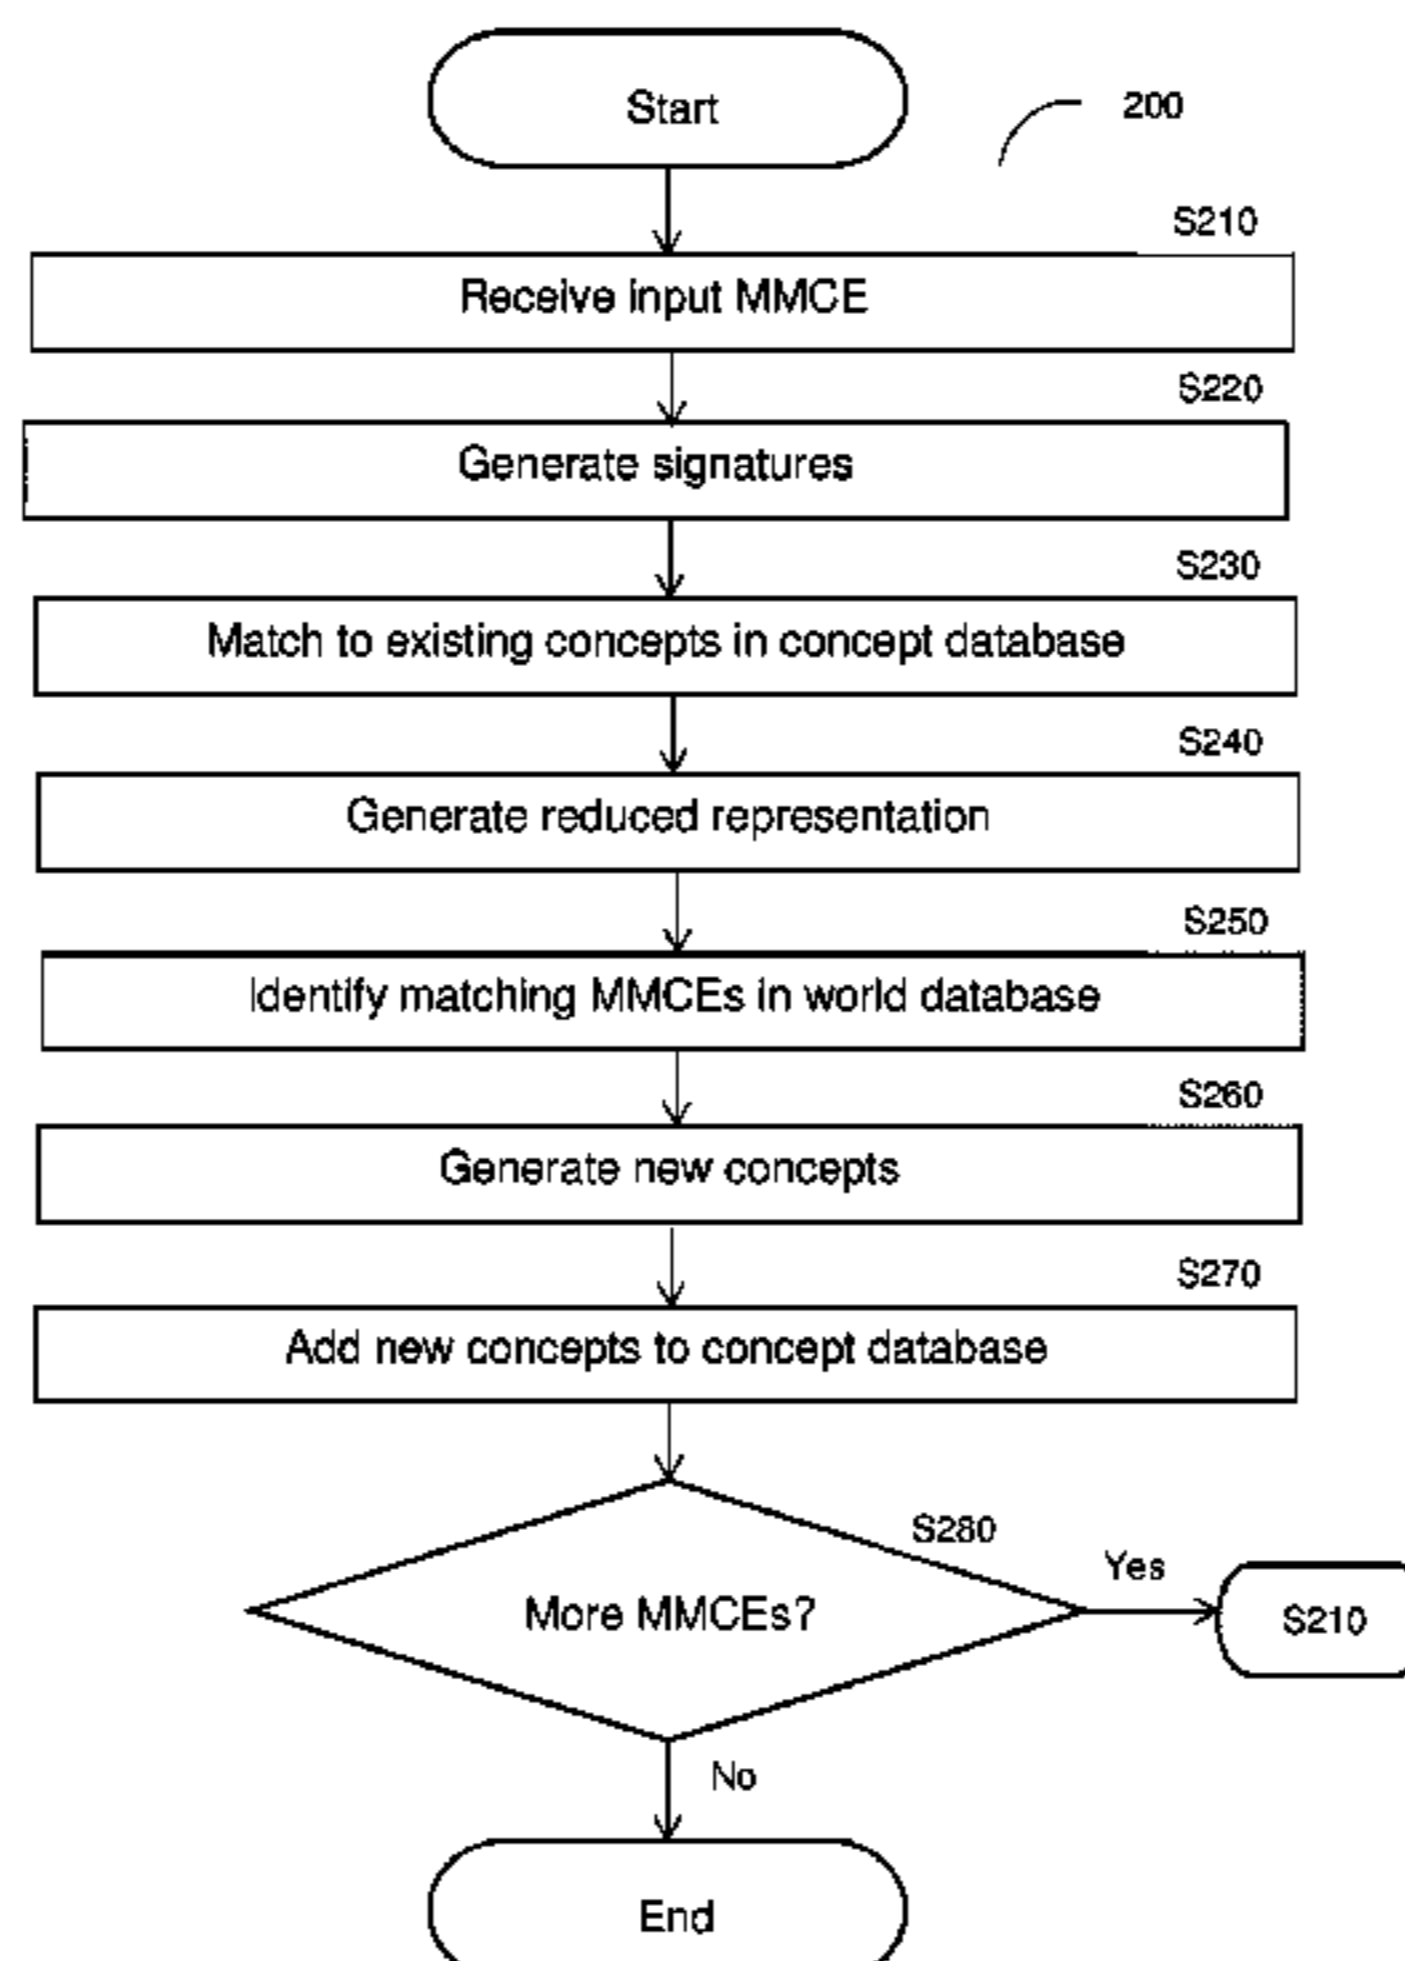 Start
200
S210
Receive input MMCE
S220
Generate signatures
S230
Match to existing concepts in concept database
S240
Generate reduced representation
S250
Identify matching MMCEs in world database
S260
Generate new concepts
S270
Add new concepts to concept database
S280
Yes
More MMCEs?
S210
No
End